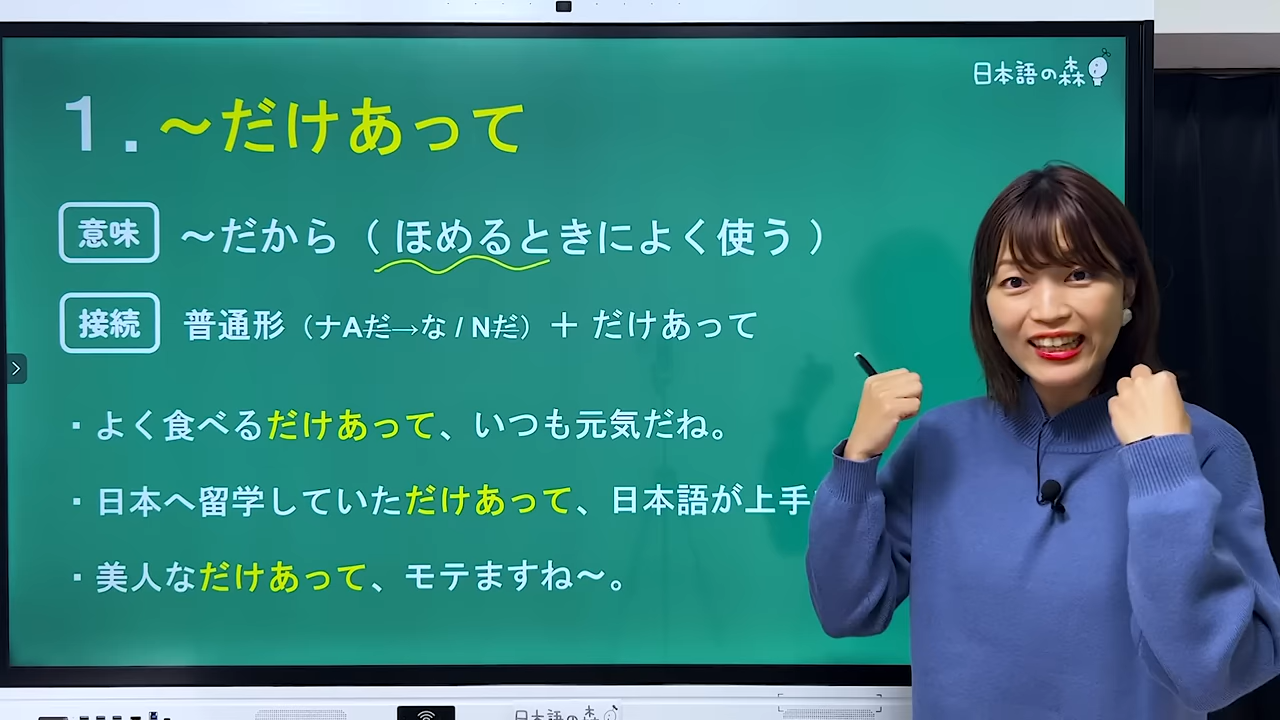 日本語の森
1.～だけあって
意味 ～だから（ほめるときによく使う）
接続 普通形（ナAだ→な / Nだ）＋ だけあって
・よく食べるだけあって、いつも元気だね。
・日本へ留学していただけあって、日本語が上手
・美人なだけあって、モテますね～。
日本語の森